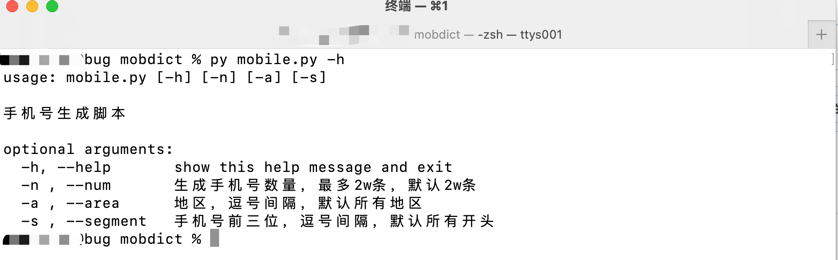 终端 — ⌘1
mobdict — -zsh — ttys001
bug mobdict % py mobile.py -h
usage: mobile.py [-h] [-n] [-a] [-s]
手机号生成脚本
optional arguments:
-h, --help show this help message and exit
-n , --num 生成手机号数量, 最多2w条, 默认2w条
-a , --area 地区, 逗号间隔, 默认所有地区
-s , --segment 手机号前三位, 逗号间隔, 默认所有开头
bug mobdict %